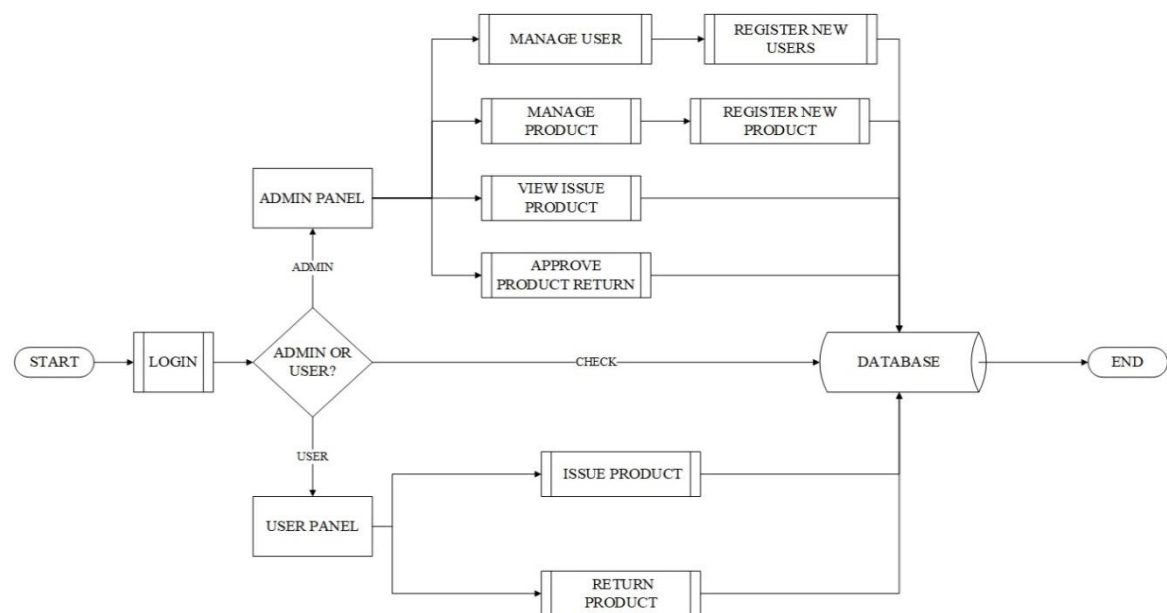 MANAGE USER
REGISTER NEW
USERS
MANAGE
PRODUCT
REGISTER NEW
PRODUCT
ADMIN PANEL
VIEW ISSUE
PRODUCT
APPROVE
PRODUCT RETURN
ADMIN
START
LOGIN
ADMIN OR
USER?
CHECK
DATABASE
END
USER
USER PANEL
ISSUE PRODUCT
RETURN
PRODUCT